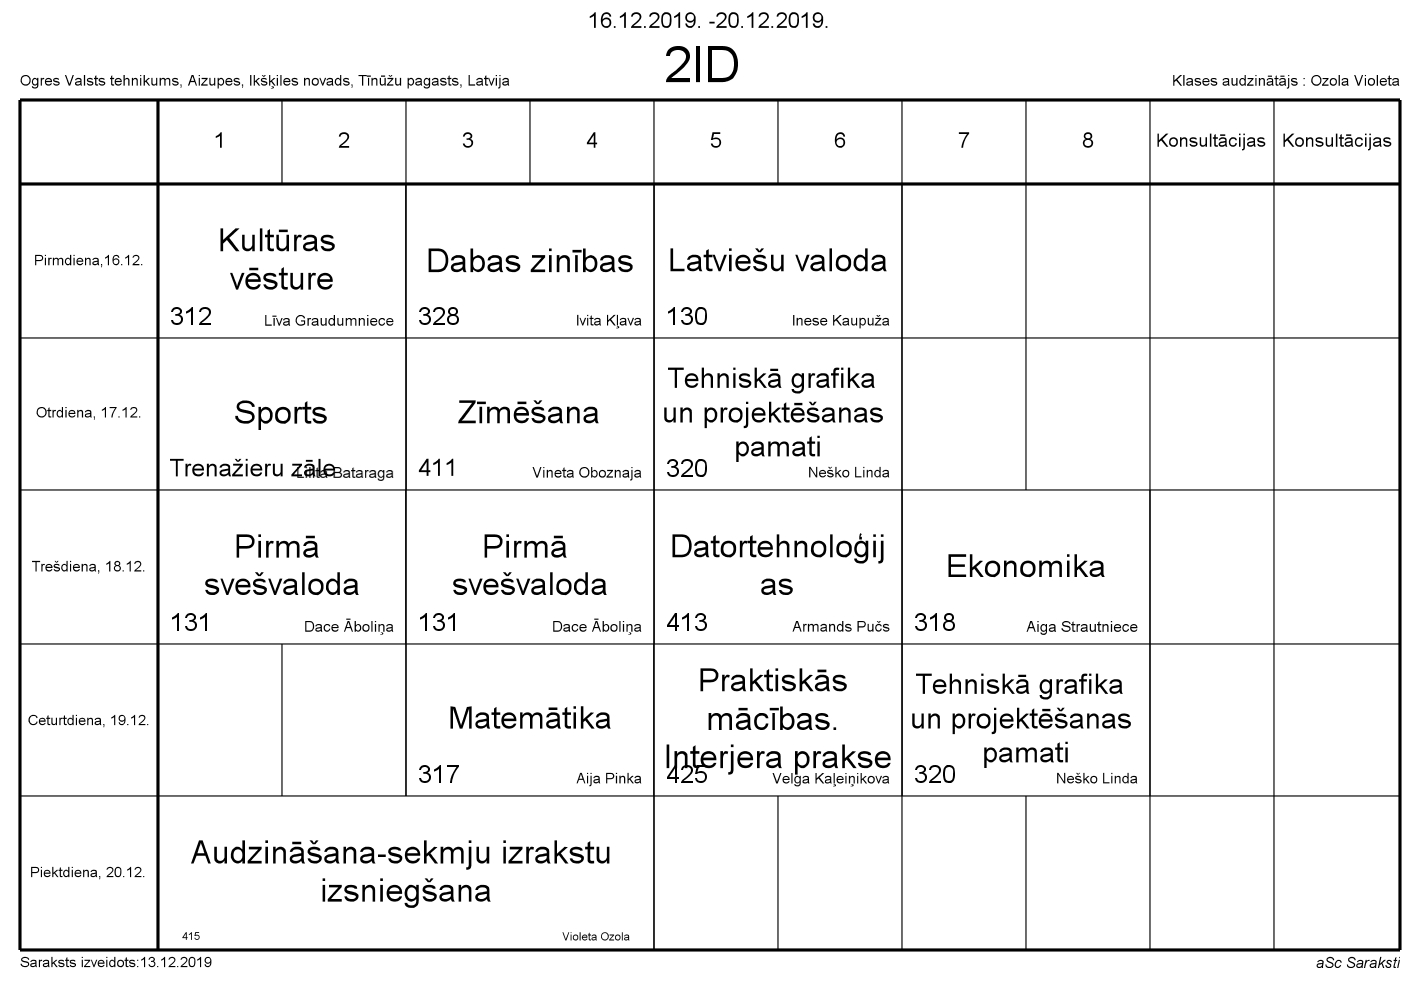 16.12.2019. -20.12.2019.
2ID
Ogres Valsts tehnikums, Aizupes, Ikšķiles novads, Tīnūžu pagasts, Latvija
Klases audzinātājs : Ozola Violeta
1 2 3 4 5 6 7 8 Konsultācijas Konsultācijas
Pirmdiena,16.12.
Kultūras
vēsture
312 Līva Graudumniece
Dabas zinības
328 Ivita Kļava
Latviešu valoda
130 Inese Kaupuža
Otrdiena, 17.12.
Sports
Trenažieru zāle Bataraga
Zīmēšana
411 Vineta Oboznaja
Tehniskā grafika
un projektēšanas
pamati
320 Neško Linda
Trešdiena, 18.12.
Pirmā
svešvaloda
131 Dace Āboliņa
Pirmā
svešvaloda
131 Dace Āboliņa
Datortehnoloģij
as
413 Armands Pučs
Ekonomika
318 Aiga Strautniece
Ceturtdiena, 19.12.
Matemātika
317 Aija Pinka
Praktiskās
mācības.
Interjera prakse
425 Velga Kaļeiņikova
Tehniskā grafika
un projektēšanas
pamati
320 Neško Linda
Piektdiena, 20.12.
Audzināšana-sekmju izrakstu
izsniegšana
415 Violeta Ozola
Saraksts izveidots:13.12.2019
aSc Saraksti